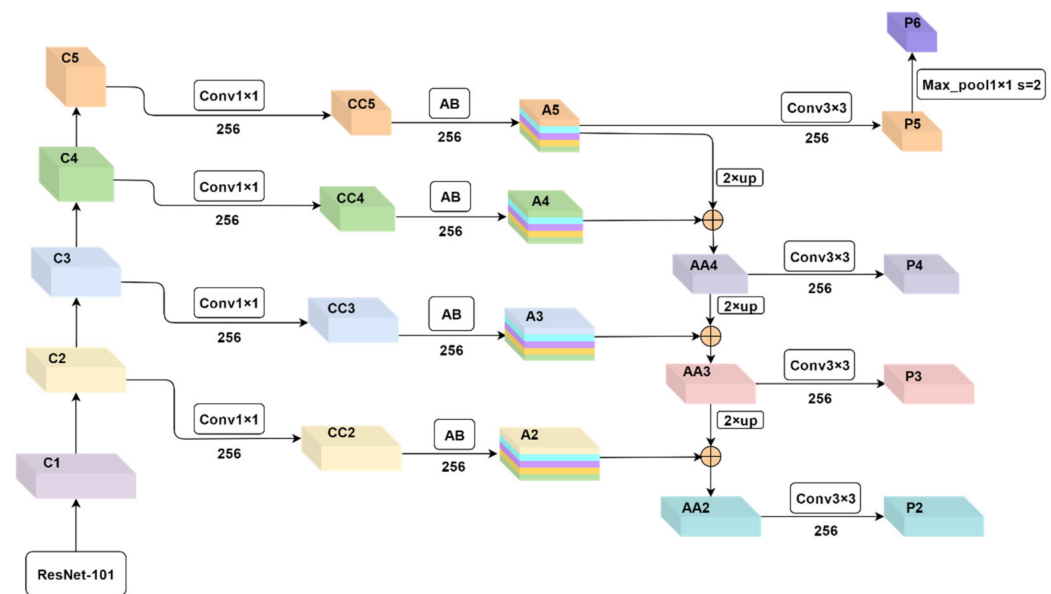 P6
C5
Conv1×1
256
CC5
AB
256
A5
Conv3×3
256
Max_pool1×1 s=2
P5
2×up
C4
Conv1×1
256
CC4
AB
256
A4
C3
Conv1×1
256
CC3
AB
256
A3
AA4
Conv3×3
256
P4
2×up
C2
Conv1×1
256
CC2
AB
256
A2
AA3
Conv3×3
256
P3
2×up
C1
AA2
Conv3×3
256
P2
ResNet-101